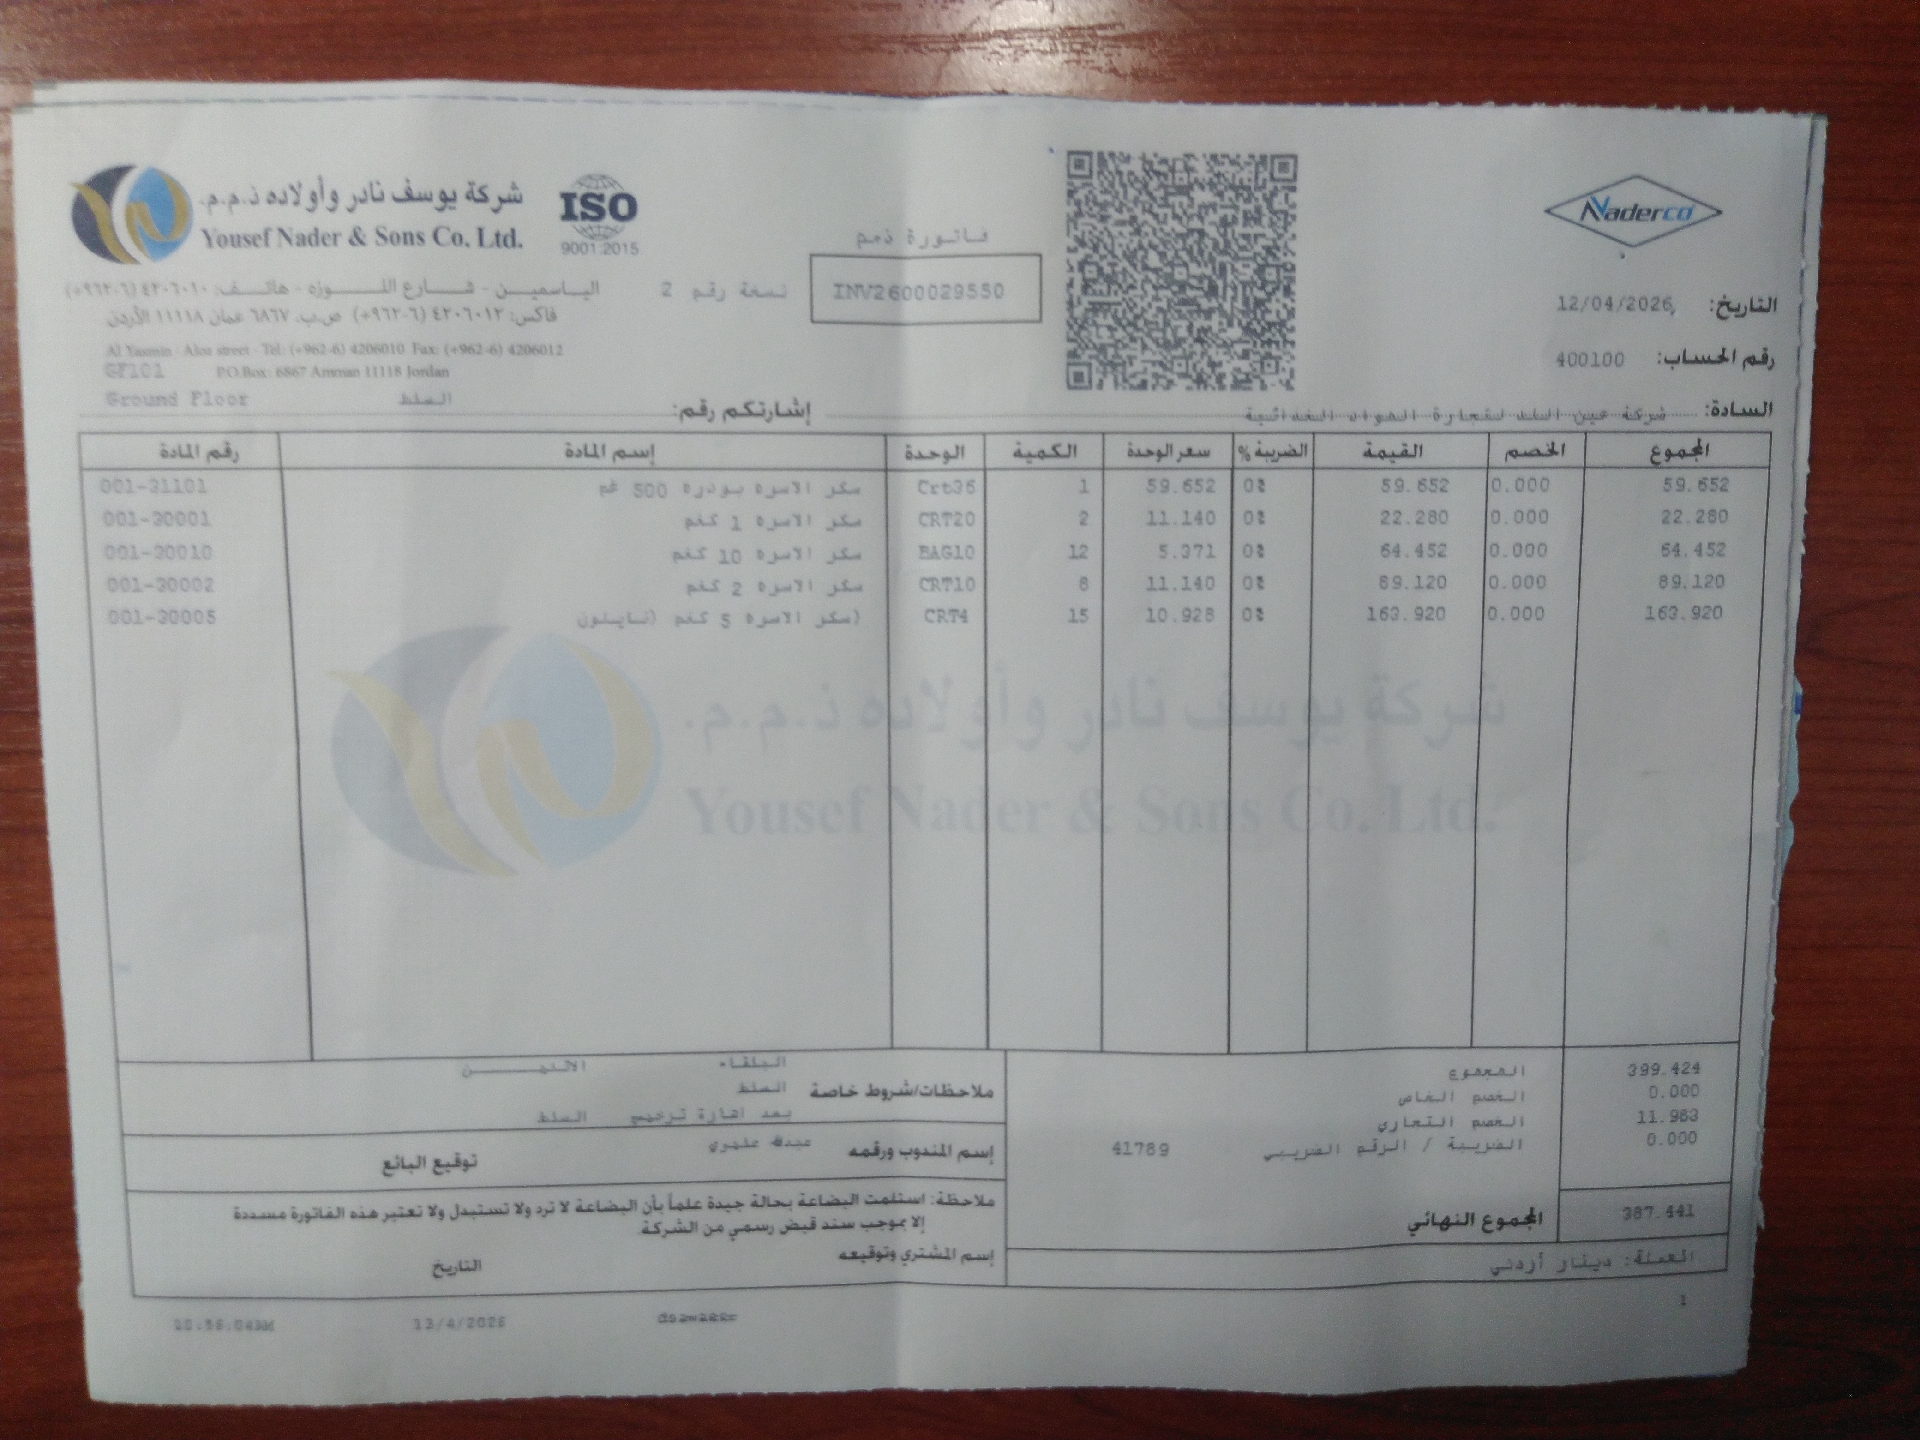 شركة يوسف نادر وأولاده ذ.م.م.
Yousef Nader & Sons Co. Ltd.
ISO
9001:2015
الياسمين - شارع اللوزه - هاتف: ٤٢٠٦٠١٠ (٦-٩٦٢+)
فاكس: ٤٢٠٦٠١٢ (٦-٩٦٢+) ص.ب. ٦٨٦٧ عمان ١١١١٨ الأردن
Al Yasmin - Aloa street - Tel: (+962-6) 4206010 Fax: (+962-6) 4206012
GF101 P.O.Box: 6867 Amman 11118 Jordan
Ground Floor السلط
فاتورة ذمم
نسخة رقم 2 INV2600029550
Naderco
التاريخ: 12/04/2026
رقم الحساب: 400100
السادة: شركة عين السلط لتجارة المواد الغذائية
إشارتكم رقم:
رقم المادة إسم المادة الوحدة الكمية سعر الوحدة الضريبة % القيمة الخصم المجموع
001-31101 سكر الاسره بودره 500 غم Crt36 1 59.652 0% 59.652 0.000 59.652
001-30001 سكر الاسره 1 كغم CRT20 2 11.140 0% 22.280 0.000 22.280
001-30010 سكر الاسره 10 كغم BAG10 12 5.371 0% 64.452 0.000 64.452
001-30002 سكر الاسره 2 كغم CRT10 8 11.140 0% 89.120 0.000 89.120
001-30005 (سكر الاسره 5 كغم (نايلون CRT4 15 10.928 0% 163.920 0.000 163.920
شركة يوسف نادر وأولاده ذ.م.م.
Yousef Nader & Sons Co. Ltd.
المجموع 399.424
الخصم الخاص 0.000
الخصم التجاري 11.983
الضريبة / الرقم الضريبي 41789 0.000
المجموع النهائي 387.441
العملة: دينار أردني
ملاحظات/شروط خاصة
البلقاء الاثنين
السلط
بعد اشارة ترخيص السلط
إسم المندوب ورقمه عبدالله
توقيع البائع
ملاحظة: استلمت البضاعة بحالة جيدة علماً بأن البضاعة لا ترد ولا تستبدل ولا تعتبر هذه الفاتورة مسددة
إلا بموجب سند قبض رسمي من الشركة
إسم المشتري وتوقيعه
التاريخ
13/4/2026
1